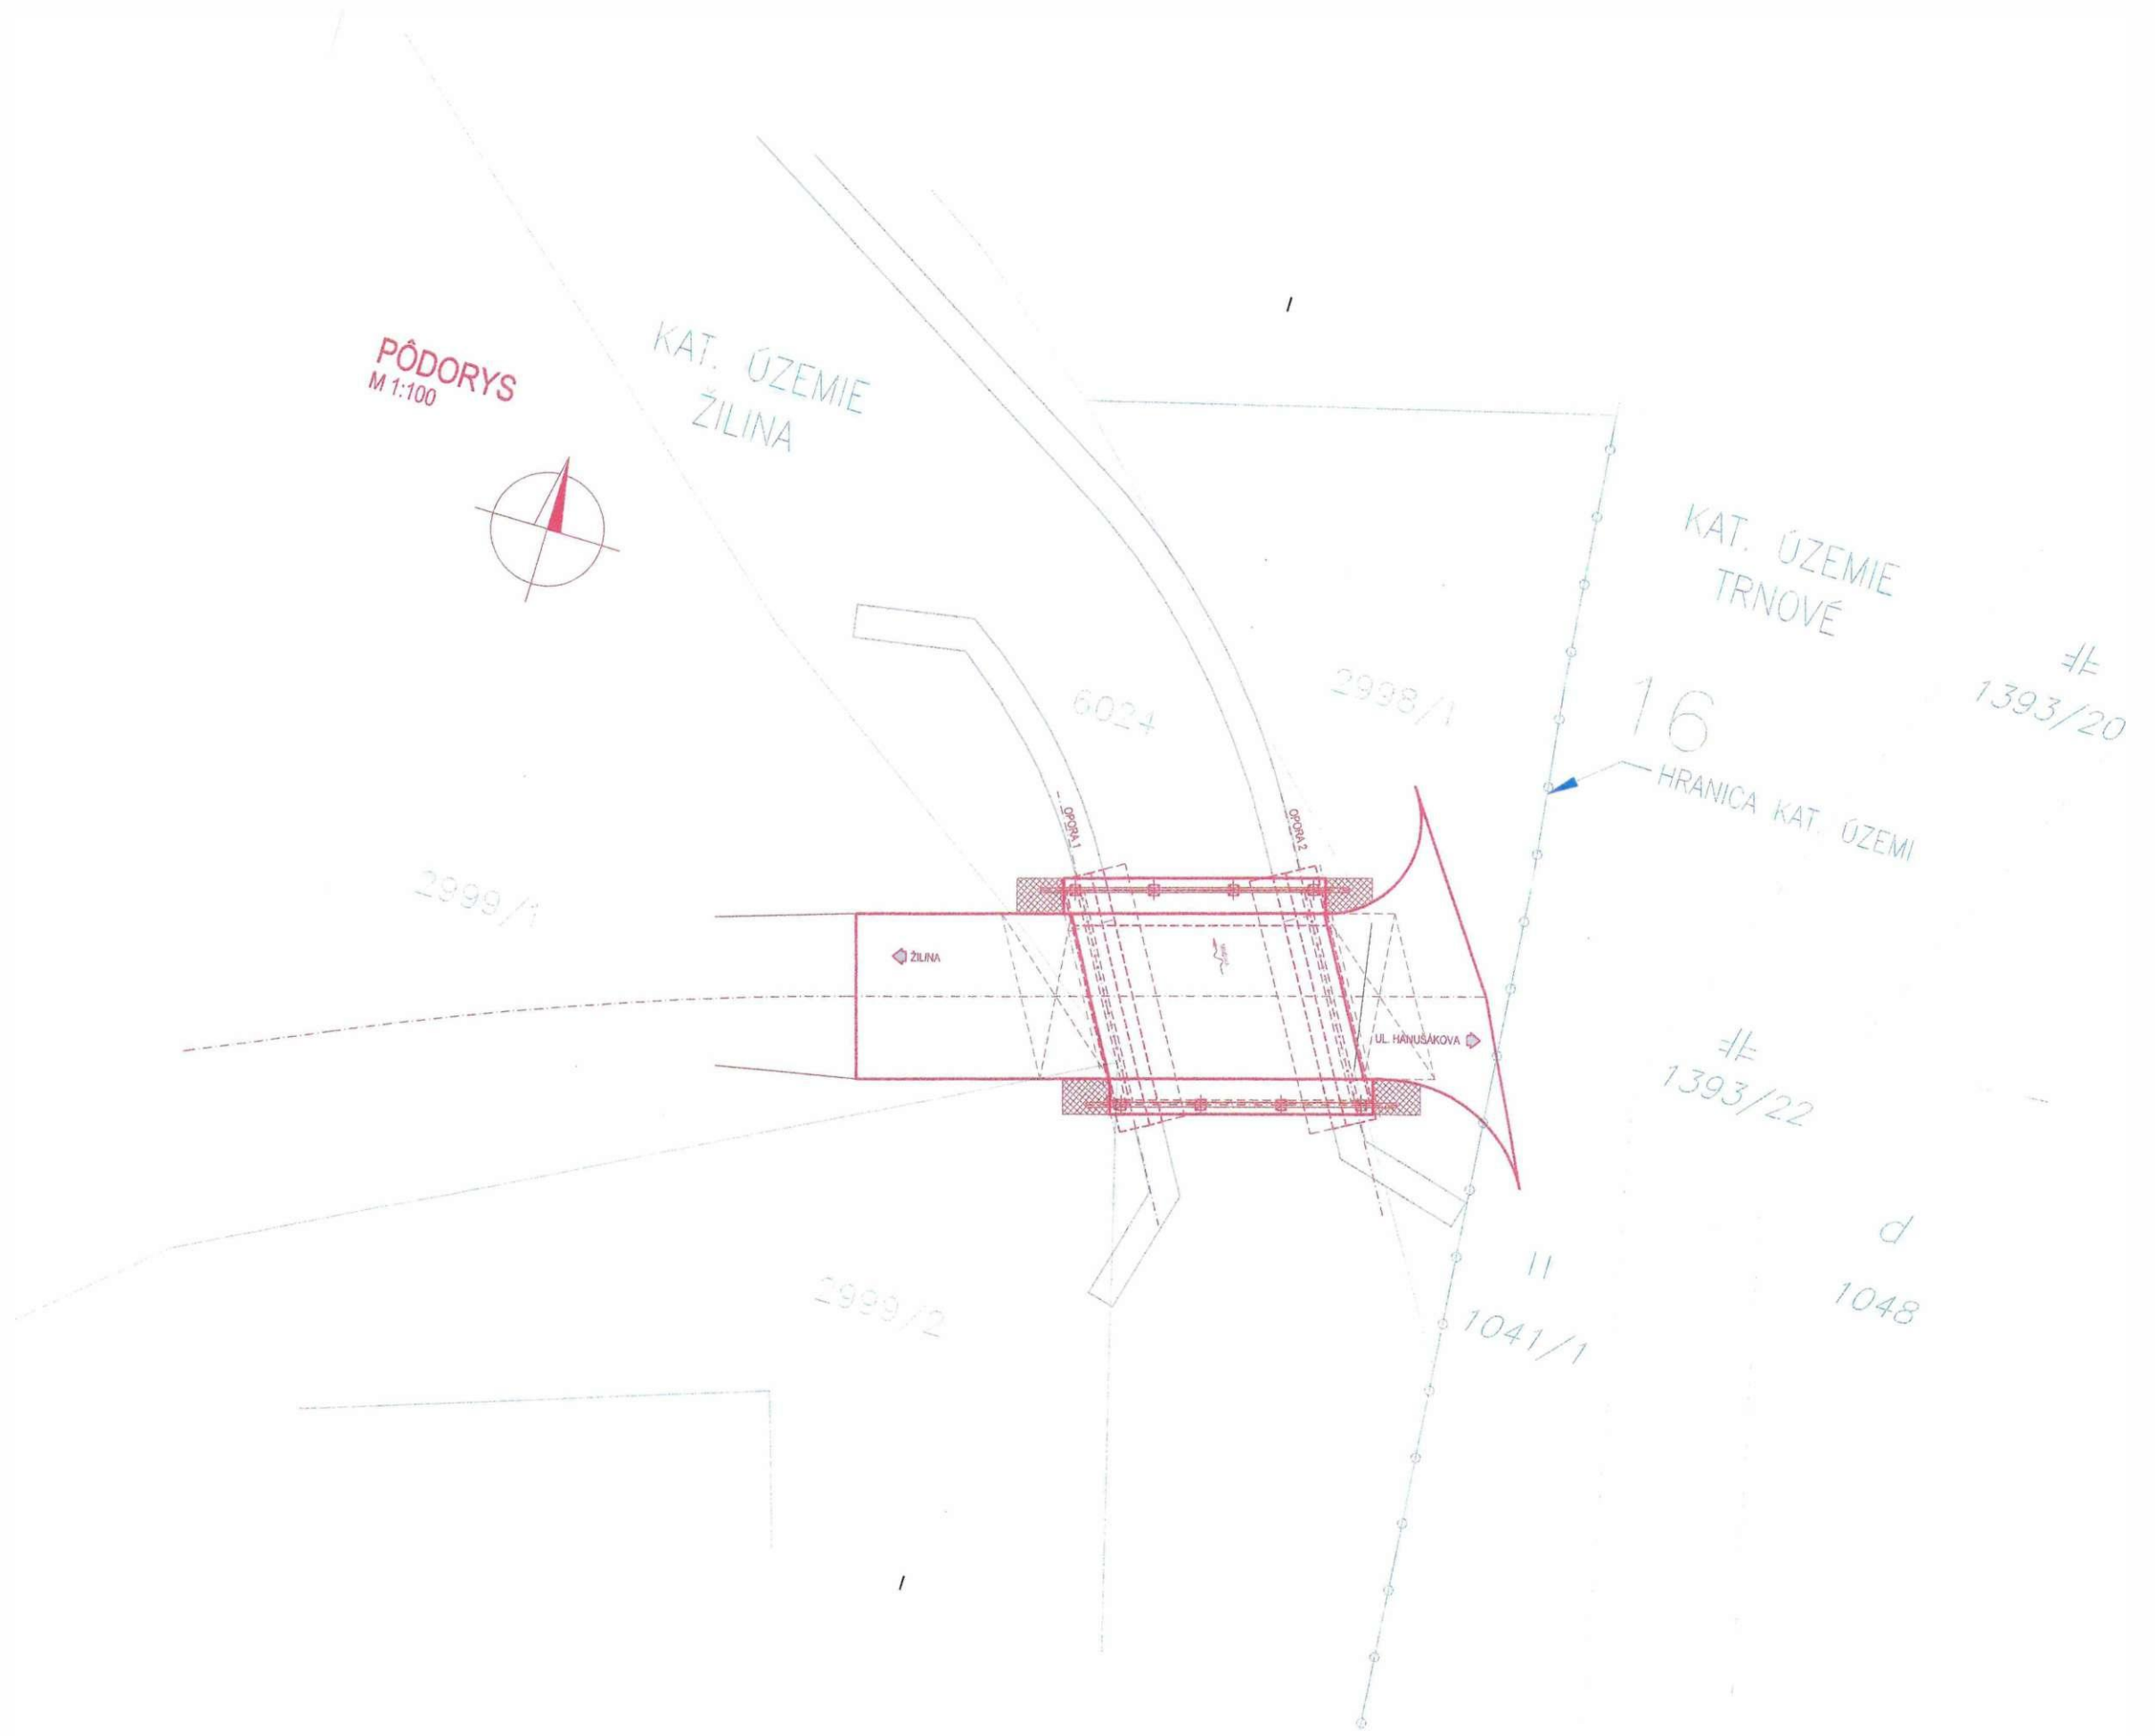 PÔDORYS
M 1:100
KAT. ÚZEMIE
ŽILINA
KAT. ÚZEMIE
TRNOVÉ
1393/20
6024
2998/1
16
HRANICA KAT. ÚZEMI
OPORA 1
OPORA 2
2999/1
ŽILINA
UL. HANUŠÁKOVA
1393/22
d
1048
2999/2
11
1041/1